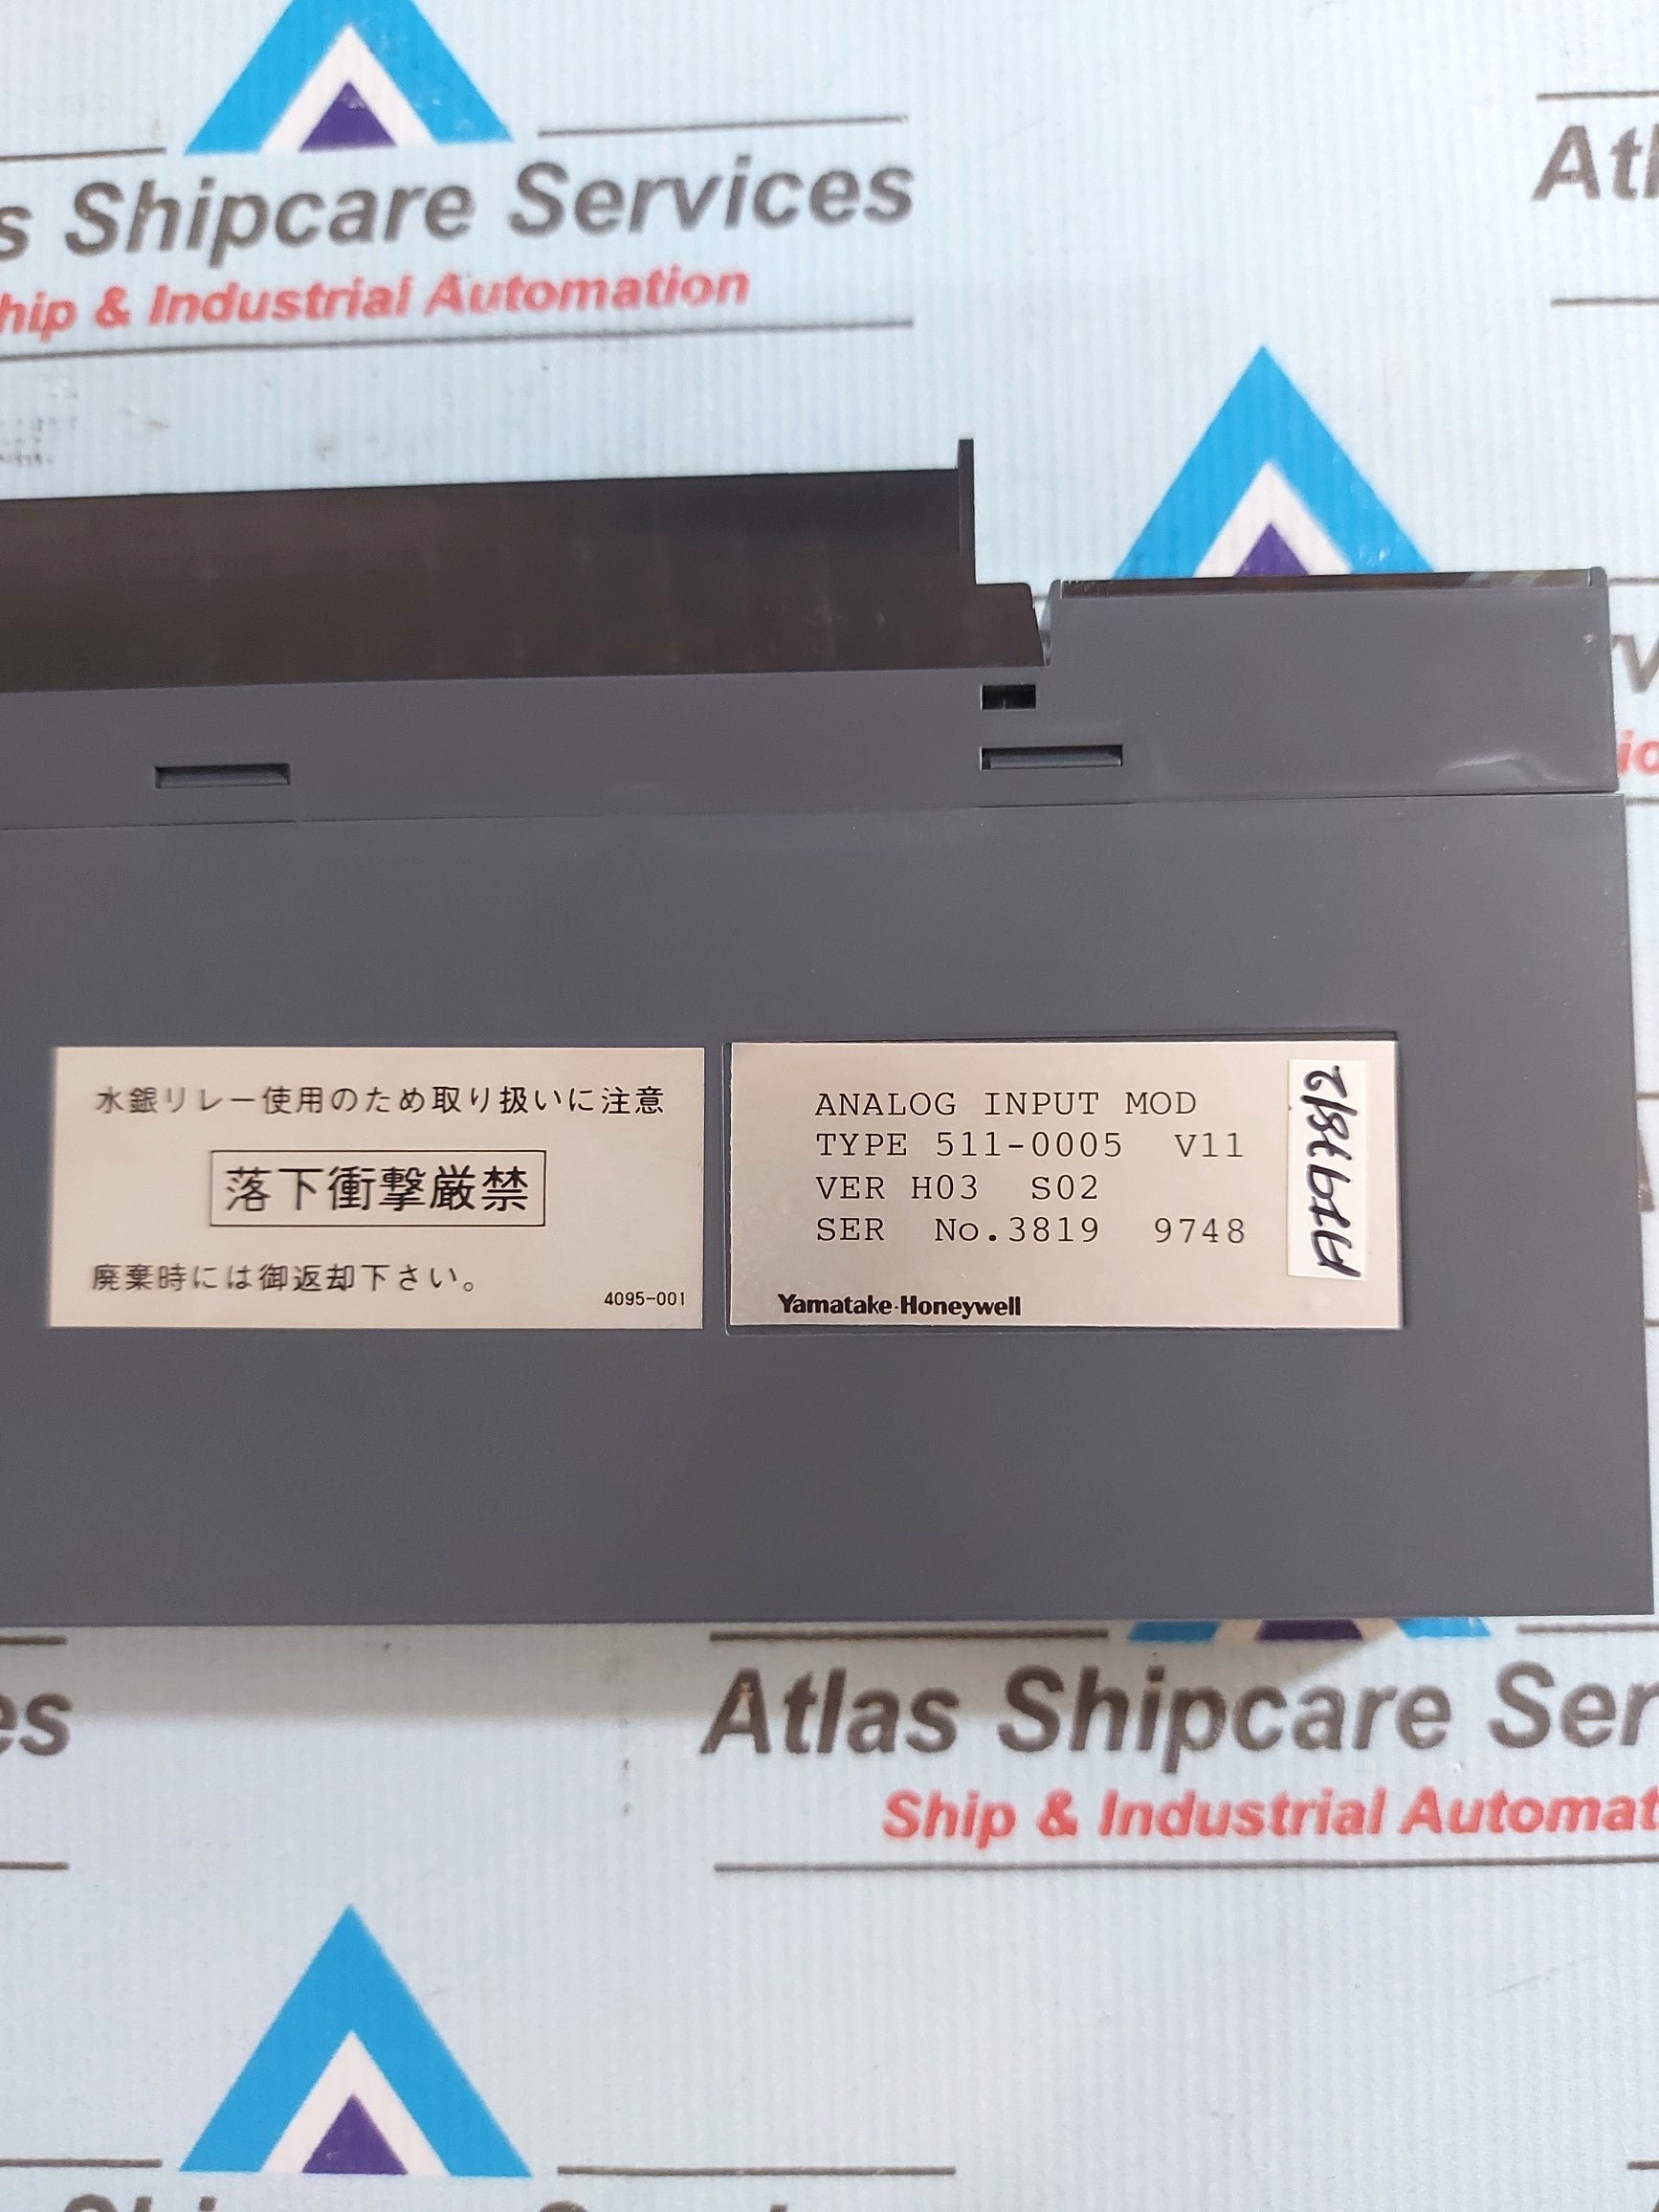 s Shipcare Services
hip & Industrial Automation
Atl
水銀リレー使用のため取り扱いに注意
落下衝撃厳禁
廃棄時には御返却下さい。
4095-001
ANALOG INPUT MOD
TYPE 511-0005 V11
VER H03 S02
SER No.3819 9748
Yamatake-Honeywell
es
Atlas Shipcare Ser
Ship & Industrial Automat